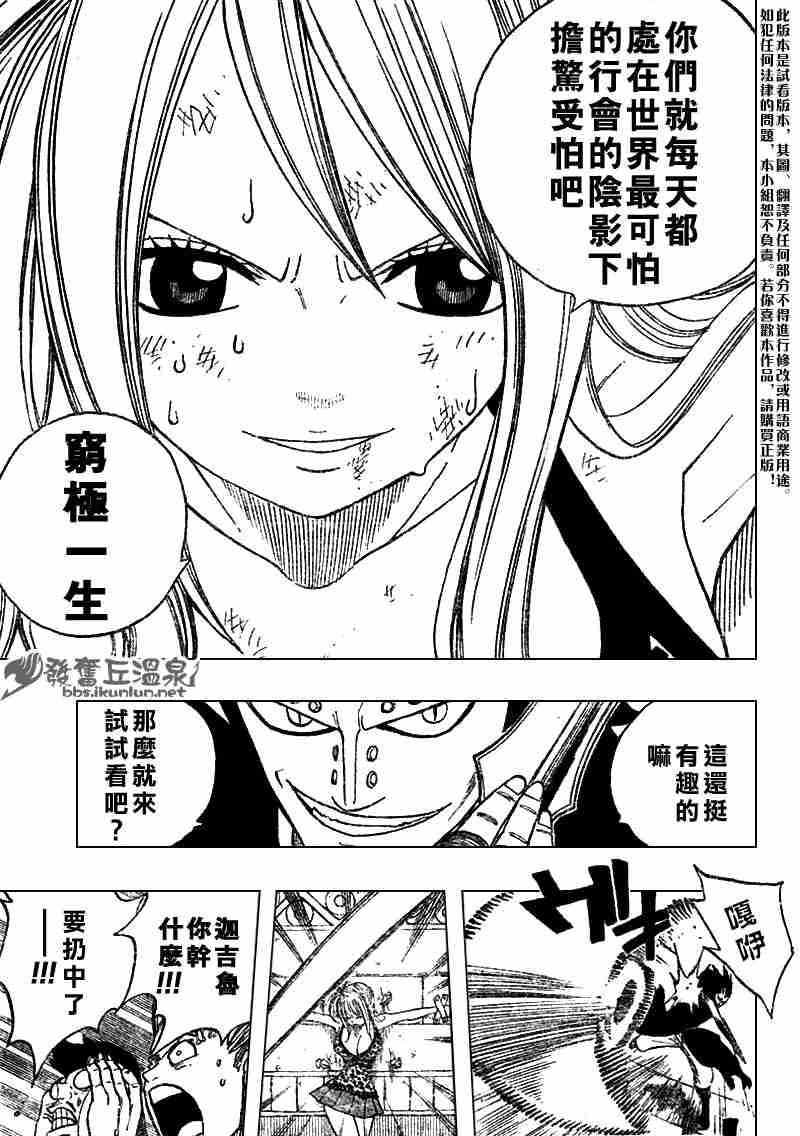 你們就每天都
處在世界最可怕
的行會的陰影下
擔驚受怕吧
窮極一生
這還挺
有趣的
嘛
那麼就來
試試看吧？
嘎咿
迦吉魯
你幹
什麼!!!
要扔中了
——!!!
此版本是試看版本，其圖、翻譯及任何部分不得進行修改或用語商業用途。
如犯任何法律的問題，本小組恕不負責。若你喜歡本作品，請購買正版！
發奮丘溫泉
bbs.ikunlun.net